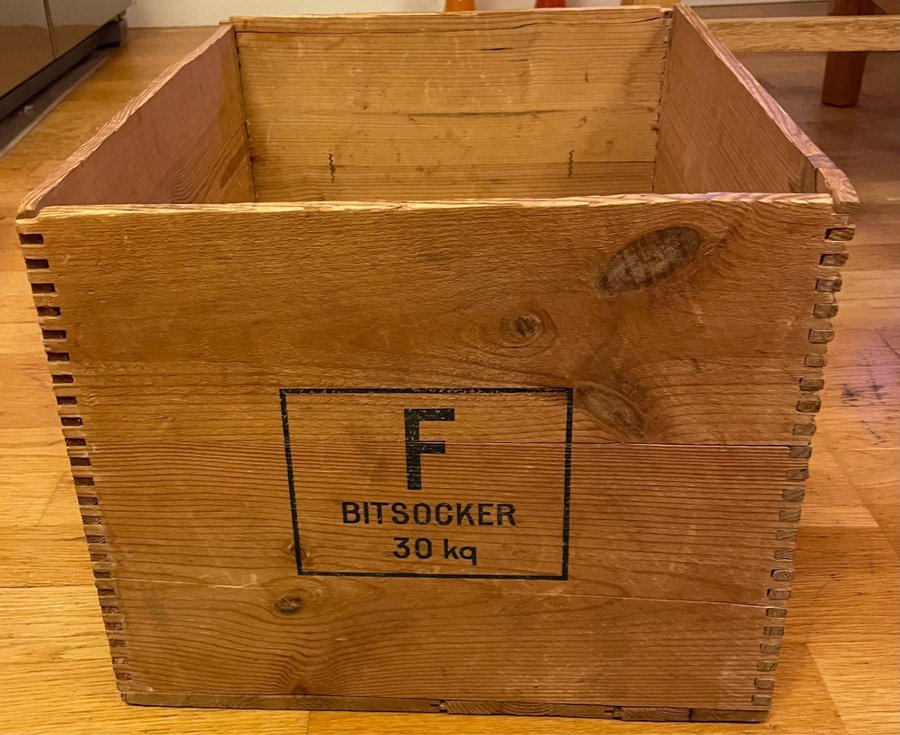 F
BITSOCKER
30 kg